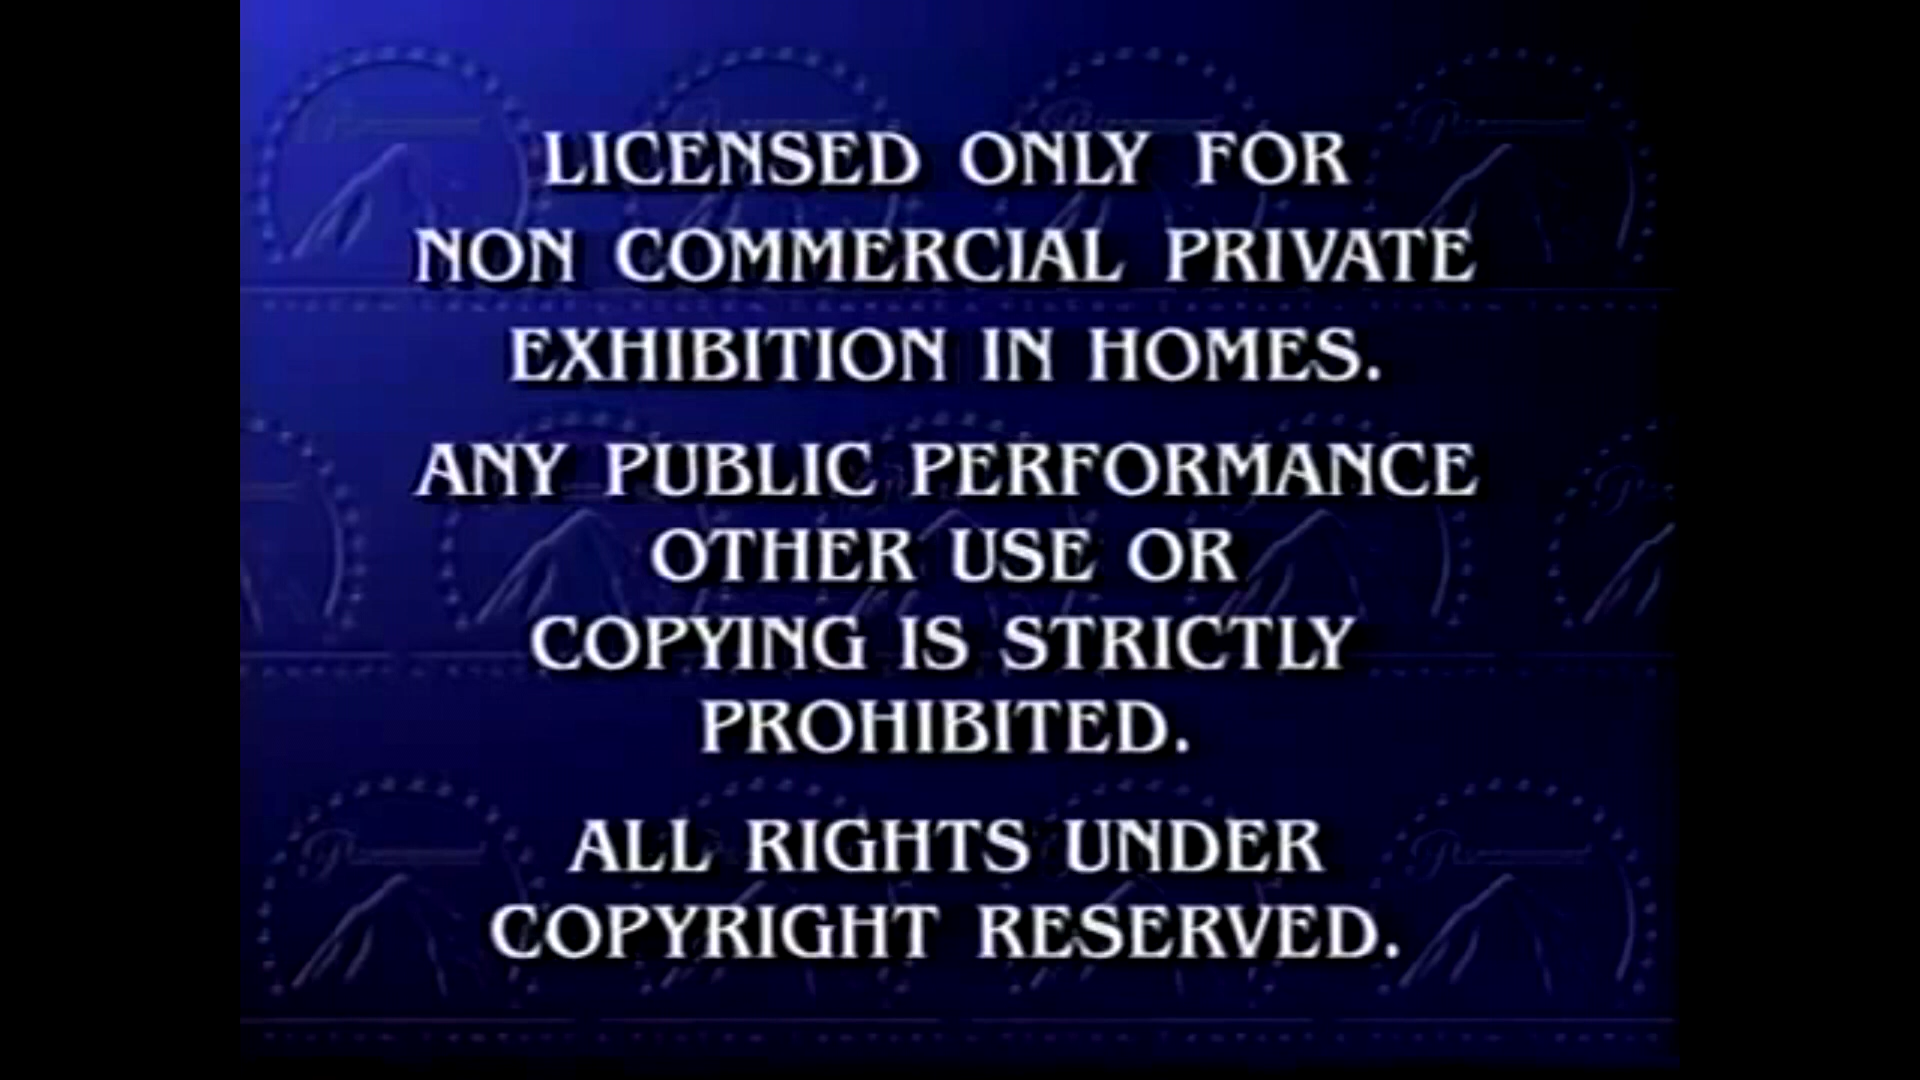 LICENSED ONLY FOR
NON COMMERCIAL PRIVATE
EXHIBITION IN HOMES.
ANY PUBLIC PERFORMANCE
OTHER USE OR
COPYING IS STRICTLY
PROHIBITED.
ALL RIGHTS UNDER
COPYRIGHT RESERVED.